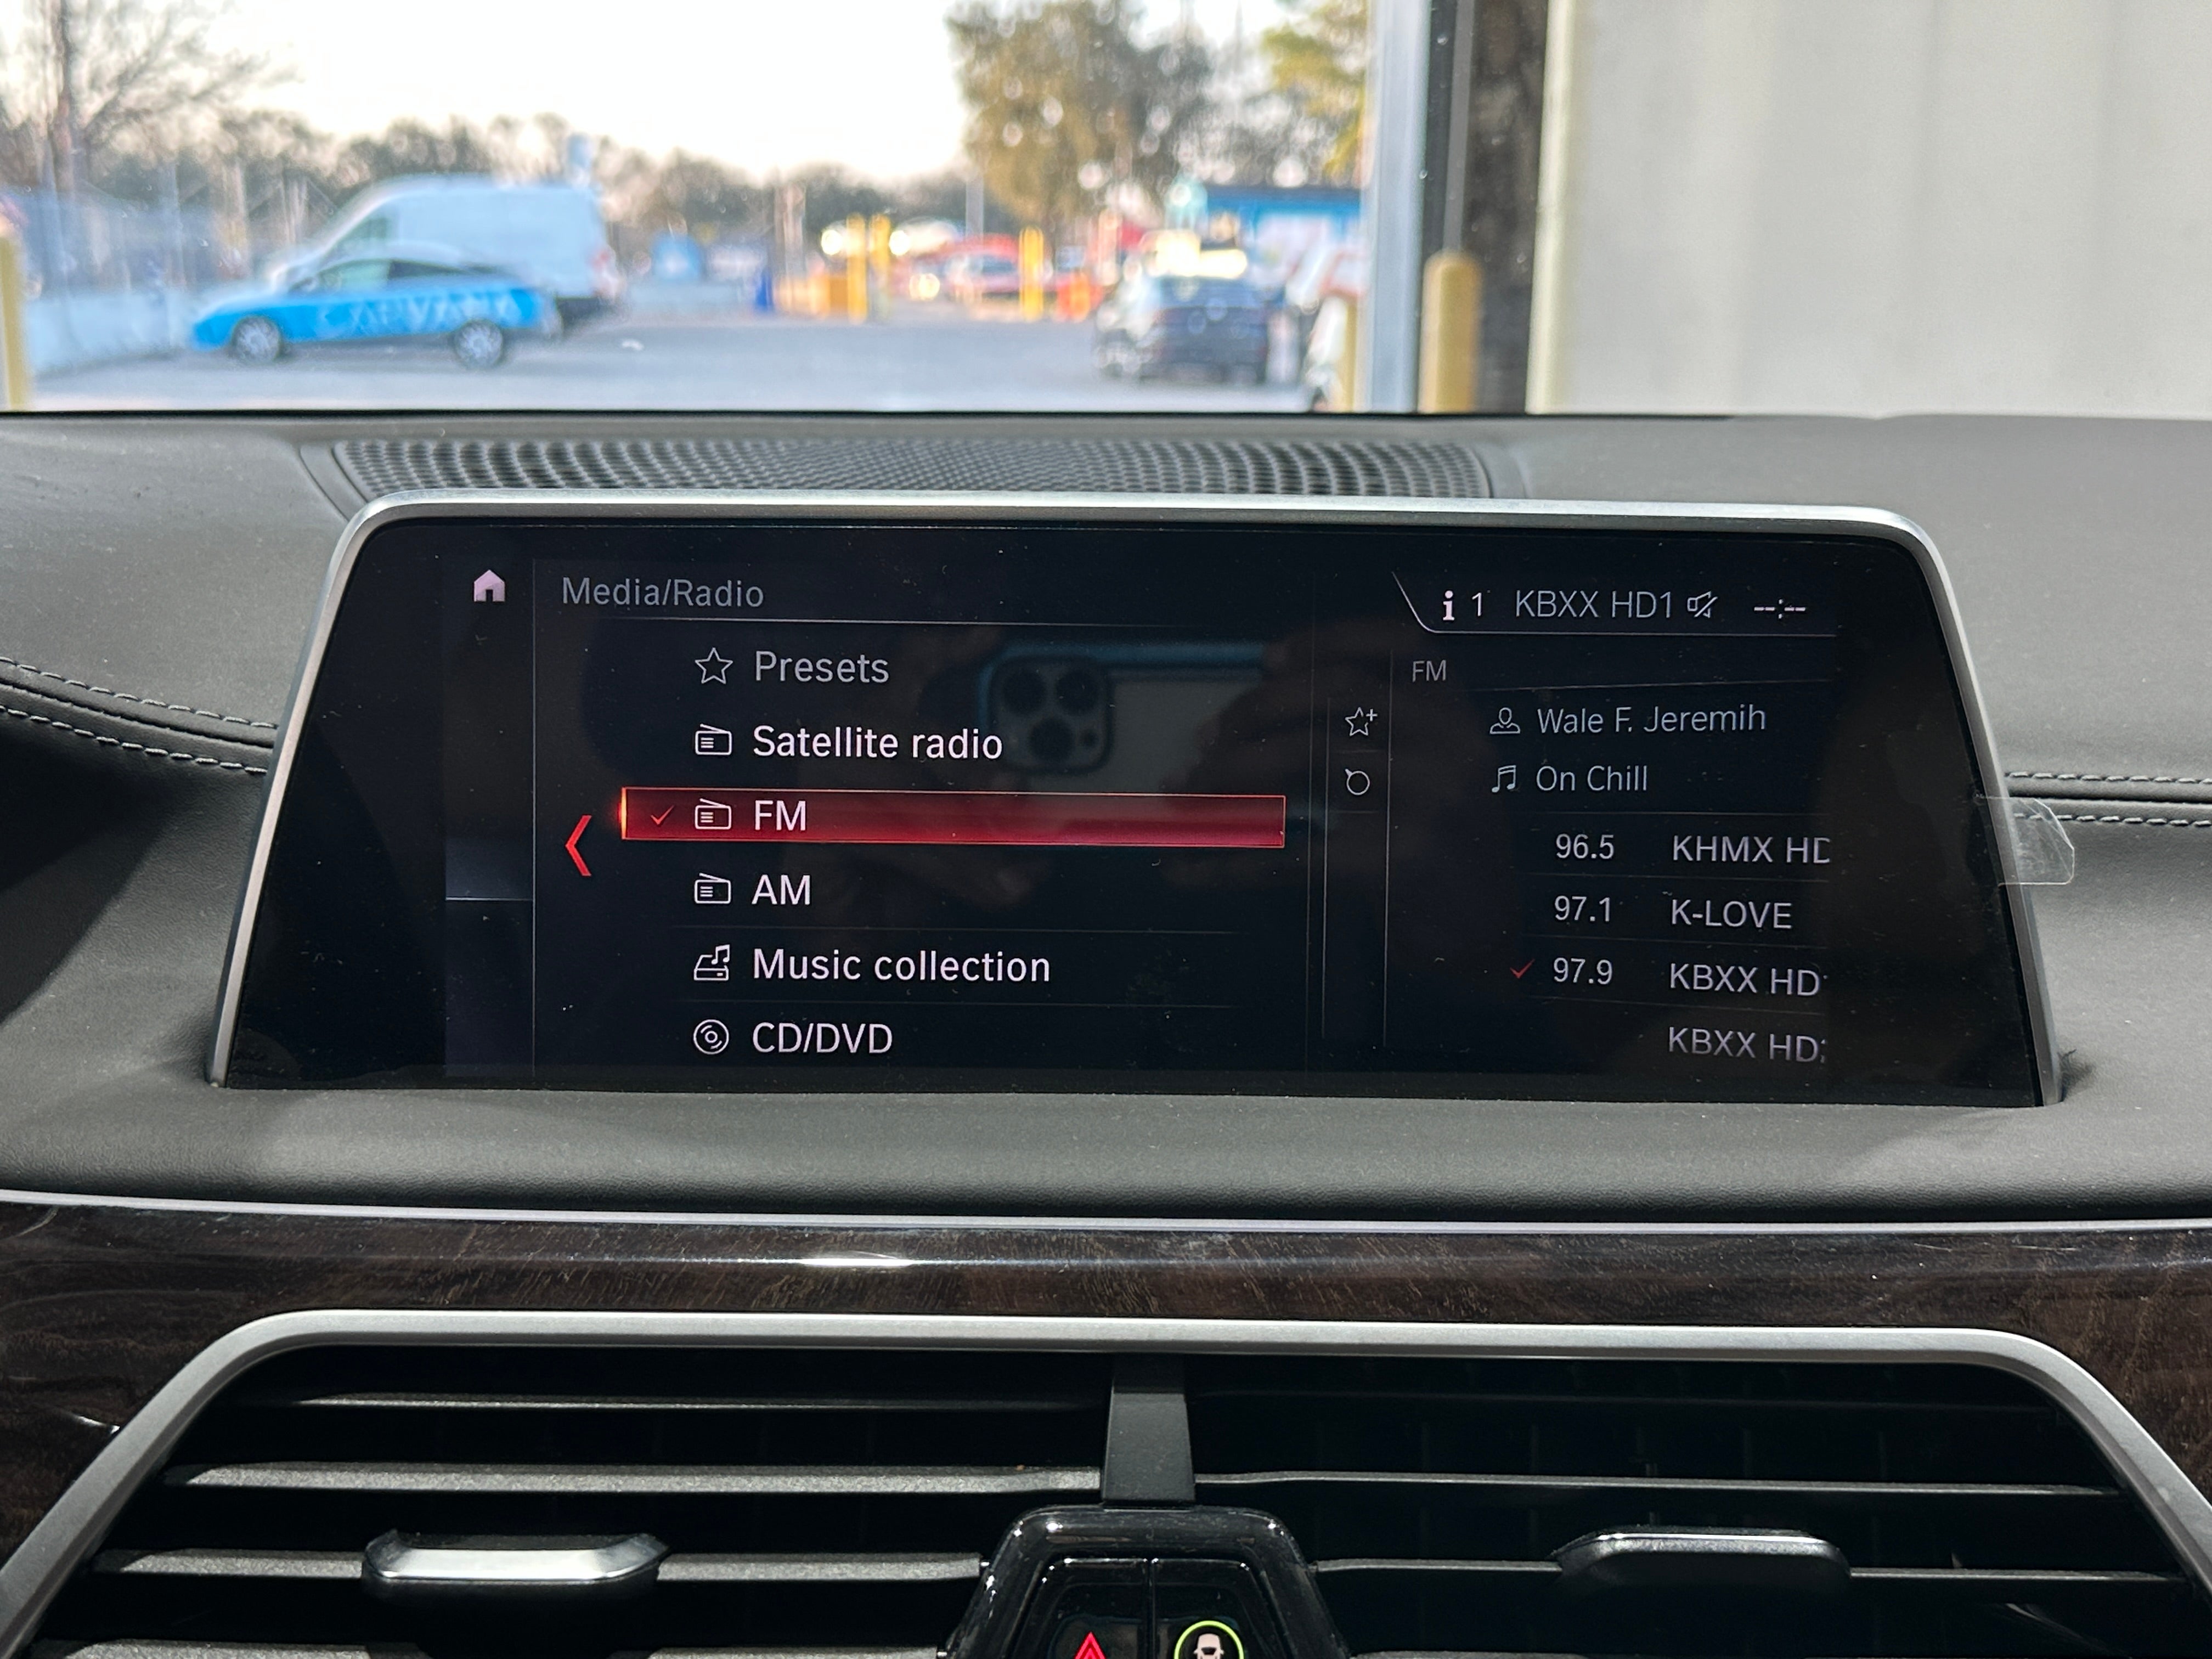 Media/Radio
i 1 KBXX HD1 --:--
Presets
Satellite radio
FM
AM
Music collection
CD/DVD
FM
Wale F. Jeremih
On Chill
96.5 KHMX HD
97.1 K-LOVE
97.9 KBXX HD
KBXX HD